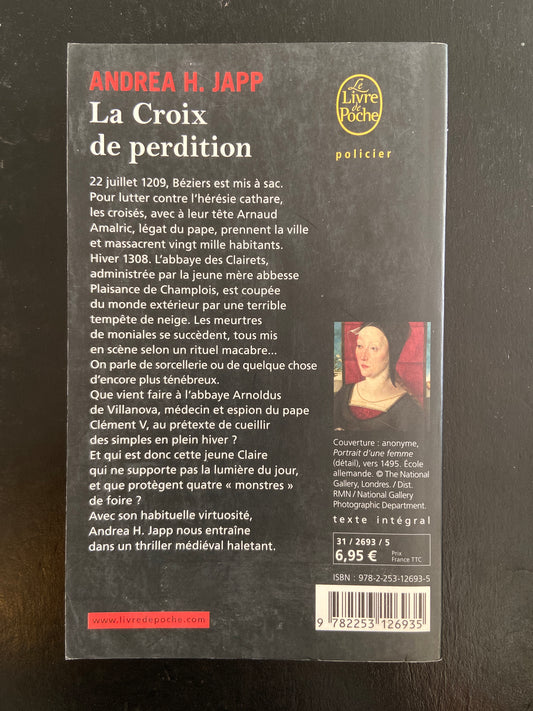 ANDREA H. JAPP
La Croix
de perdition
Le
Livre
de
Poche
policier
22 juillet 1209, Béziers est mis à sac.
Pour lutter contre l'hérésie cathare,
les croisés, avec à leur tête Arnaud
Amalric, légat du pape, prennent la ville
et massacrent vingt mille habitants.
Hiver 1308. L'abbaye des Clairets,
administrée par la jeune mère abbesse
Plaisance de Champlois, est coupée
du monde extérieur par une terrible
tempête de neige. Les meurtres
de moniales se succèdent, tous mis
en scène selon un rituel macabre...
On parle de sorcellerie ou de quelque chose
d'encore plus ténébreux.
Que vient faire à l'abbaye Arnoldus
de Villanova, médecin et espion du pape
Clément V, au prétexte de cueillir
des simples en plein hiver ?
Et qui est donc cette jeune Claire
qui ne supporte pas la lumière du jour,
et que protègent quatre « monstres »
de foire ?
Avec son habituelle virtuosité,
Andrea H. Japp nous entraîne
dans un thriller médiéval haletant.
Couverture : anonyme,
Portrait d'une femme
(détail), vers 1495. École
allemande. © The National
Gallery, Londres. / Dist.
RMN / National Gallery
Photographic Department.
texte intégral
31 / 2693 / 5
6,95 € Prix
France TTC
ISBN : 978-2-253-12693-5
9 782253 126935
www.livredepoche.com